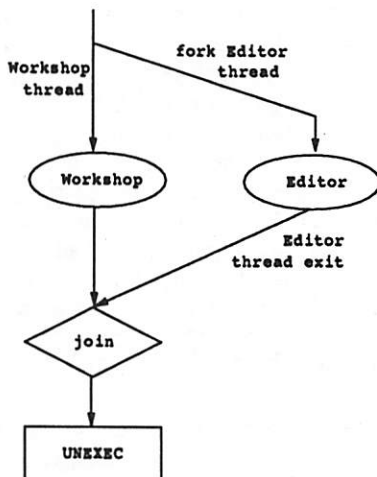 fork Editor
thread
Workshop
thread
Workshop
Editor
Editor
thread exit
join
UNEXEC